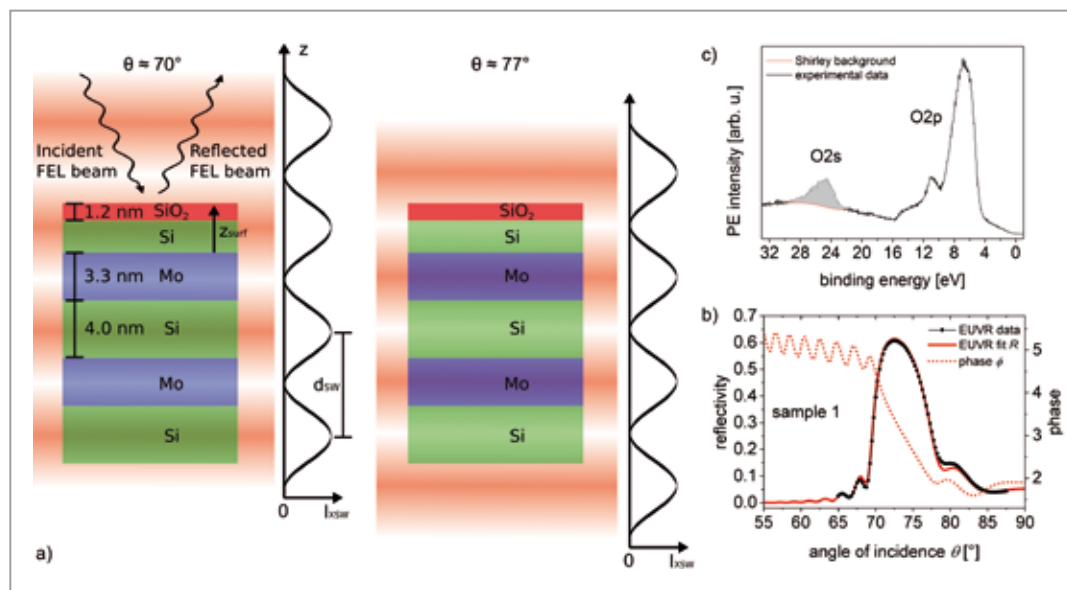 θ ≈ 70°
z
Incident
FEL beam
Reflected
FEL beam
1.2 nm
SiO₂
Si
z_surf
3.3 nm
Mo
4.0 nm
Si
Mo
d_sw
Si
0
I_xsw
a)
θ ≈ 77°
SiO₂
Si
Mo
Si
Mo
Si
0
I_xsw
c)
Shirley background
experimental data
O2p
O2s
PE intensity [arb. u.]
32 28 24 20 16 12 8 4 0
binding energy [eV]
b)
0.7
0.6
0.5
0.4
0.3
0.2
0.1
0.0
EUVR data
EUVR fit R
phase ϕ
sample 1
reflectivity
5
4
3
2
phase
55 60 65 70 75 80 85 90
angle of incidence θ [°]